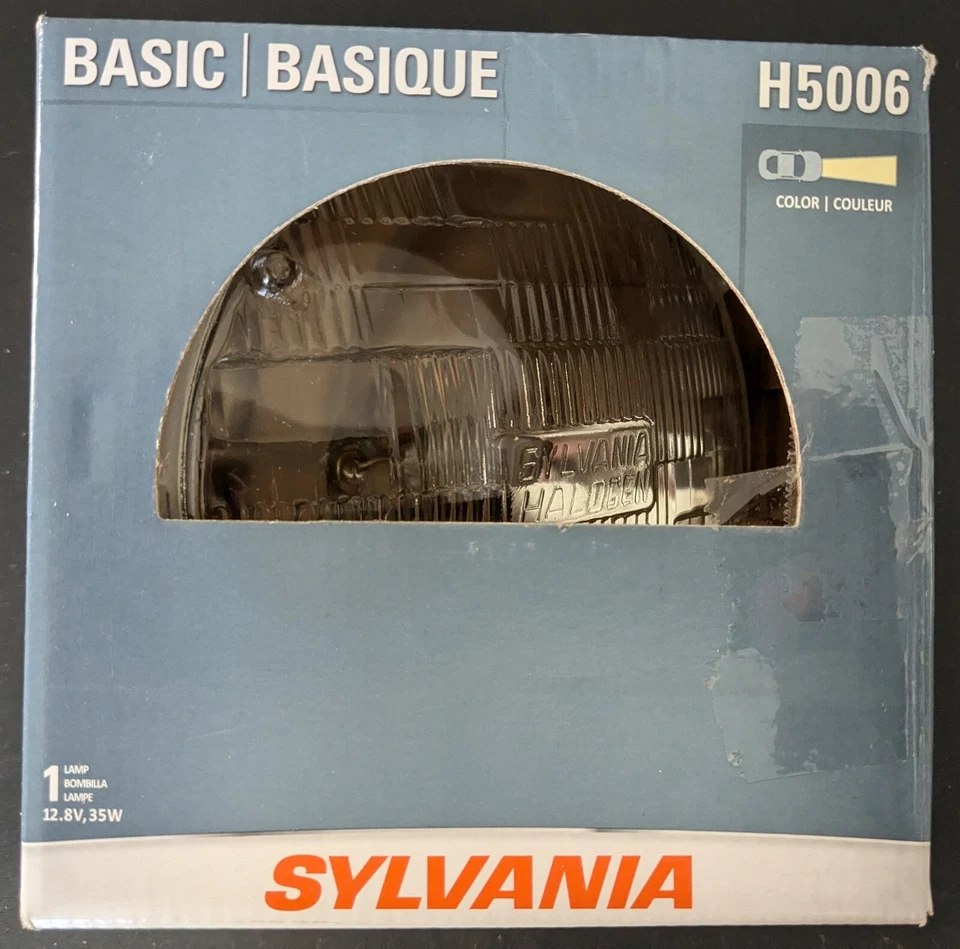 BASIC | BASIQUE
H5006
COLOR | COULEUR
SYLVANIA
HALOGEN
1 LAMP
BOMBILLA
LAMPE
12.8V, 35W
SYLVANIA